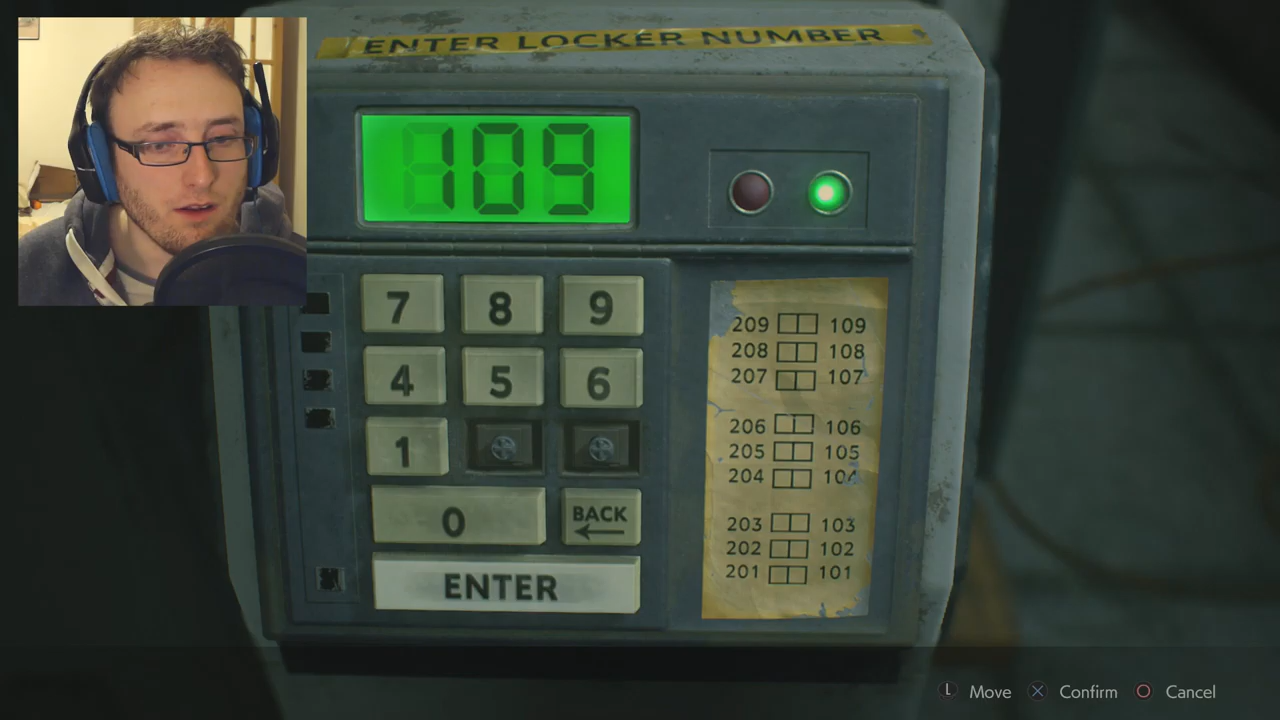 ENTER LOCKER NUMBER
109
7 8 9
4 5 6
1
0 BACK
ENTER
209 109
208 108
207 107
206 106
205 105
204 104
203 103
202 102
201 101
L Move X Confirm O Cancel